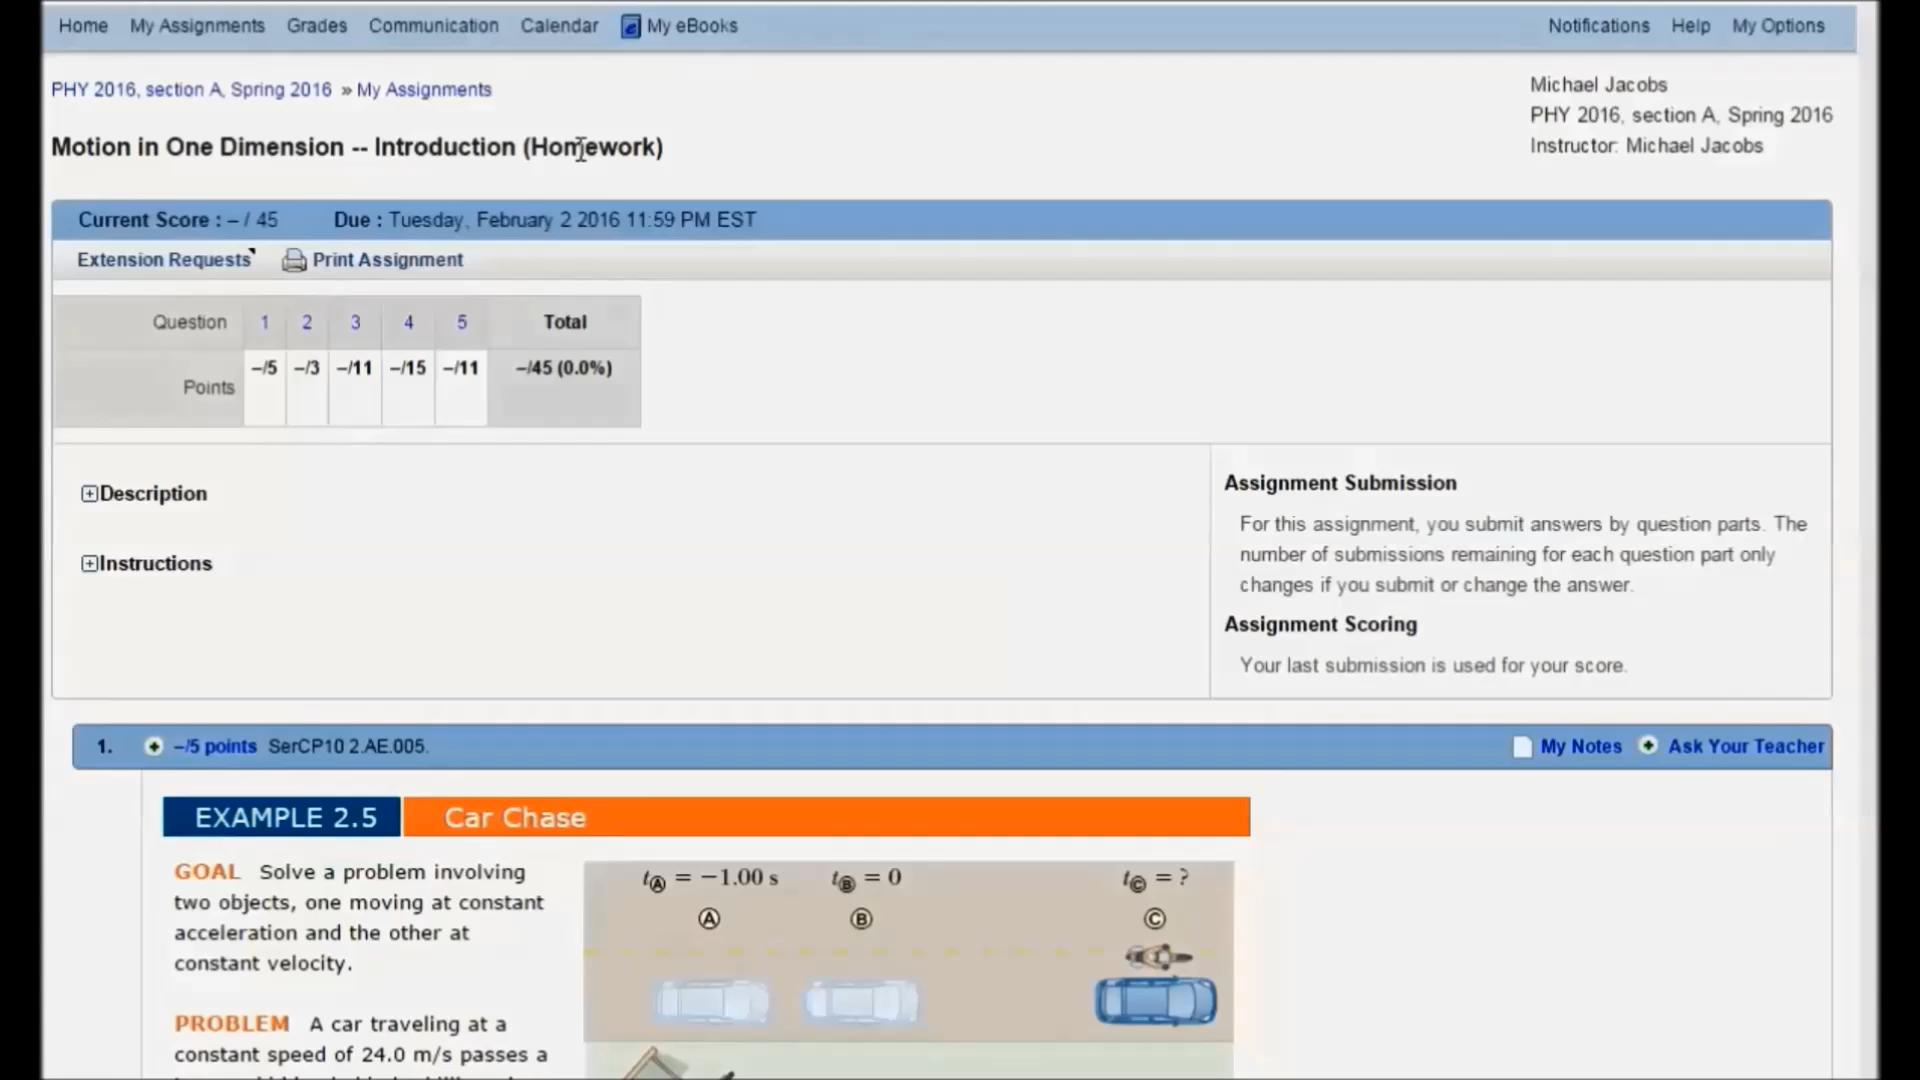 Home My Assignments Grades Communication Calendar My eBooks Notifications Help My Options
PHY 2016, section A, Spring 2016 » My Assignments
Michael Jacobs
PHY 2016, section A, Spring 2016
Instructor: Michael Jacobs
Motion in One Dimension -- Introduction (Homework)
Current Score : – / 45 Due : Tuesday, February 2 2016 11:59 PM EST
Extension Requests Print Assignment
Question 1 2 3 4 5 Total
Points –/5 –/3 –/11 –/15 –/11 –/45 (0.0%)
Description
Instructions
Assignment Submission
For this assignment, you submit answers by question parts. The
number of submissions remaining for each question part only
changes if you submit or change the answer.
Assignment Scoring
Your last submission is used for your score.
1. –/5 points SerCP10 2.AE.005. My Notes Ask Your Teacher
EXAMPLE 2.5 Car Chase
GOAL Solve a problem involving
two objects, one moving at constant
acceleration and the other at
constant velocity.
PROBLEM A car traveling at a
constant speed of 24.0 m/s passes a
tⒶ = −1.00 s tⒷ = 0 tⒸ = ?
Ⓐ Ⓑ Ⓒ